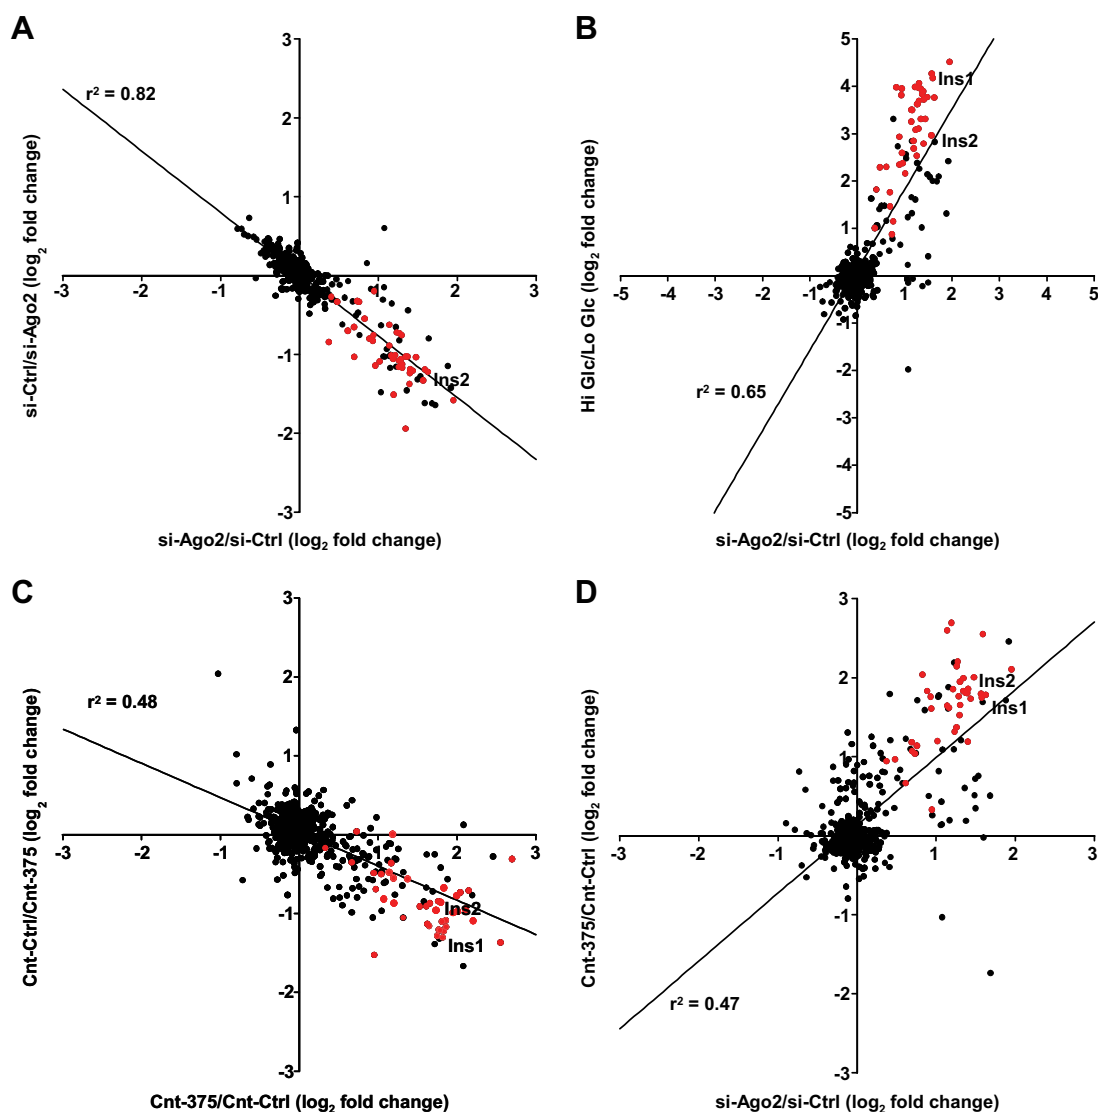 A
3
2
1
-3
-2
-1
1
2
3
-1
-2
-3
r² = 0.82
Ins2
si-Ctrl/si-Ago2 (log₂ fold change)
si-Ago2/si-Ctrl (log₂ fold change)
B
5
4
3
2
1
-5
-4
-3
-2
-1
1
2
3
4
5
-1
-2
-3
-4
-5
Ins1
Ins2
r² = 0.65
Hi Glc/Lo Glc (log₂ fold change)
si-Ago2/si-Ctrl (log₂ fold change)
C
3
2
1
-3
-2
-1
1
2
3
-1
-2
-3
r² = 0.48
Ins2
Ins1
Cnt-Ctrl/Cnt-375 (log₂ fold change)
Cnt-375/Cnt-Ctrl (log₂ fold change)
D
3
2
1
-3
-2
-1
1
2
3
-1
-2
-3
Ins2
Ins1
r² = 0.47
Cnt-375/Cnt-Ctrl (log₂ fold change)
si-Ago2/si-Ctrl (log₂ fold change)